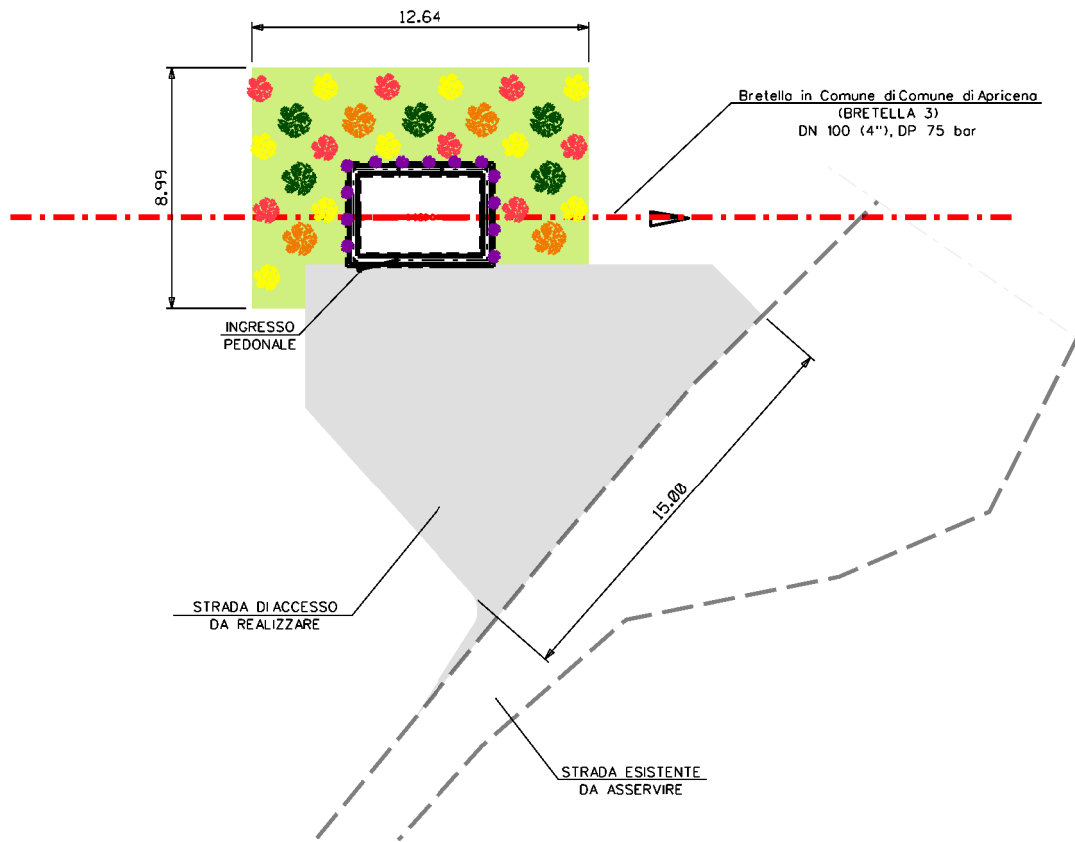 12.64
Bretella in Comune di Comune di Apricena
(BRETELLA 3)
DN 100 (4"), DP 75 bar
8.99
INGRESSO
PEDONALE
15.00
STRADA DI ACCESSO
DA REALIZZARE
STRADA ESISTENTE
DA ASSERVIRE